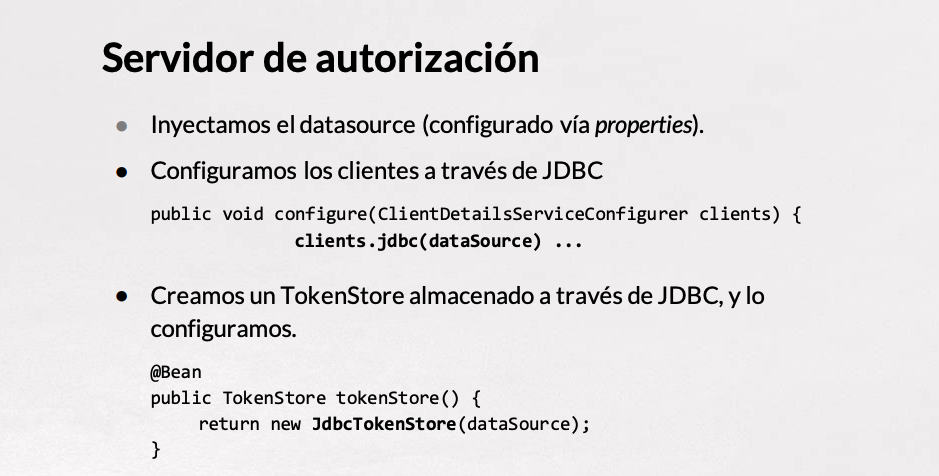 Servidor de autorización
● Inyectamos el datasource (configurado vía properties).
● Configuramos los clientes a través de JDBC
public void configure(ClientDetailsServiceConfigurer clients) {
clients.jdbc(dataSource) ...
● Creamos un TokenStore almacenado a través de JDBC, y lo
configuramos.
@Bean
public TokenStore tokenStore() {
return new JdbcTokenStore(dataSource);
}